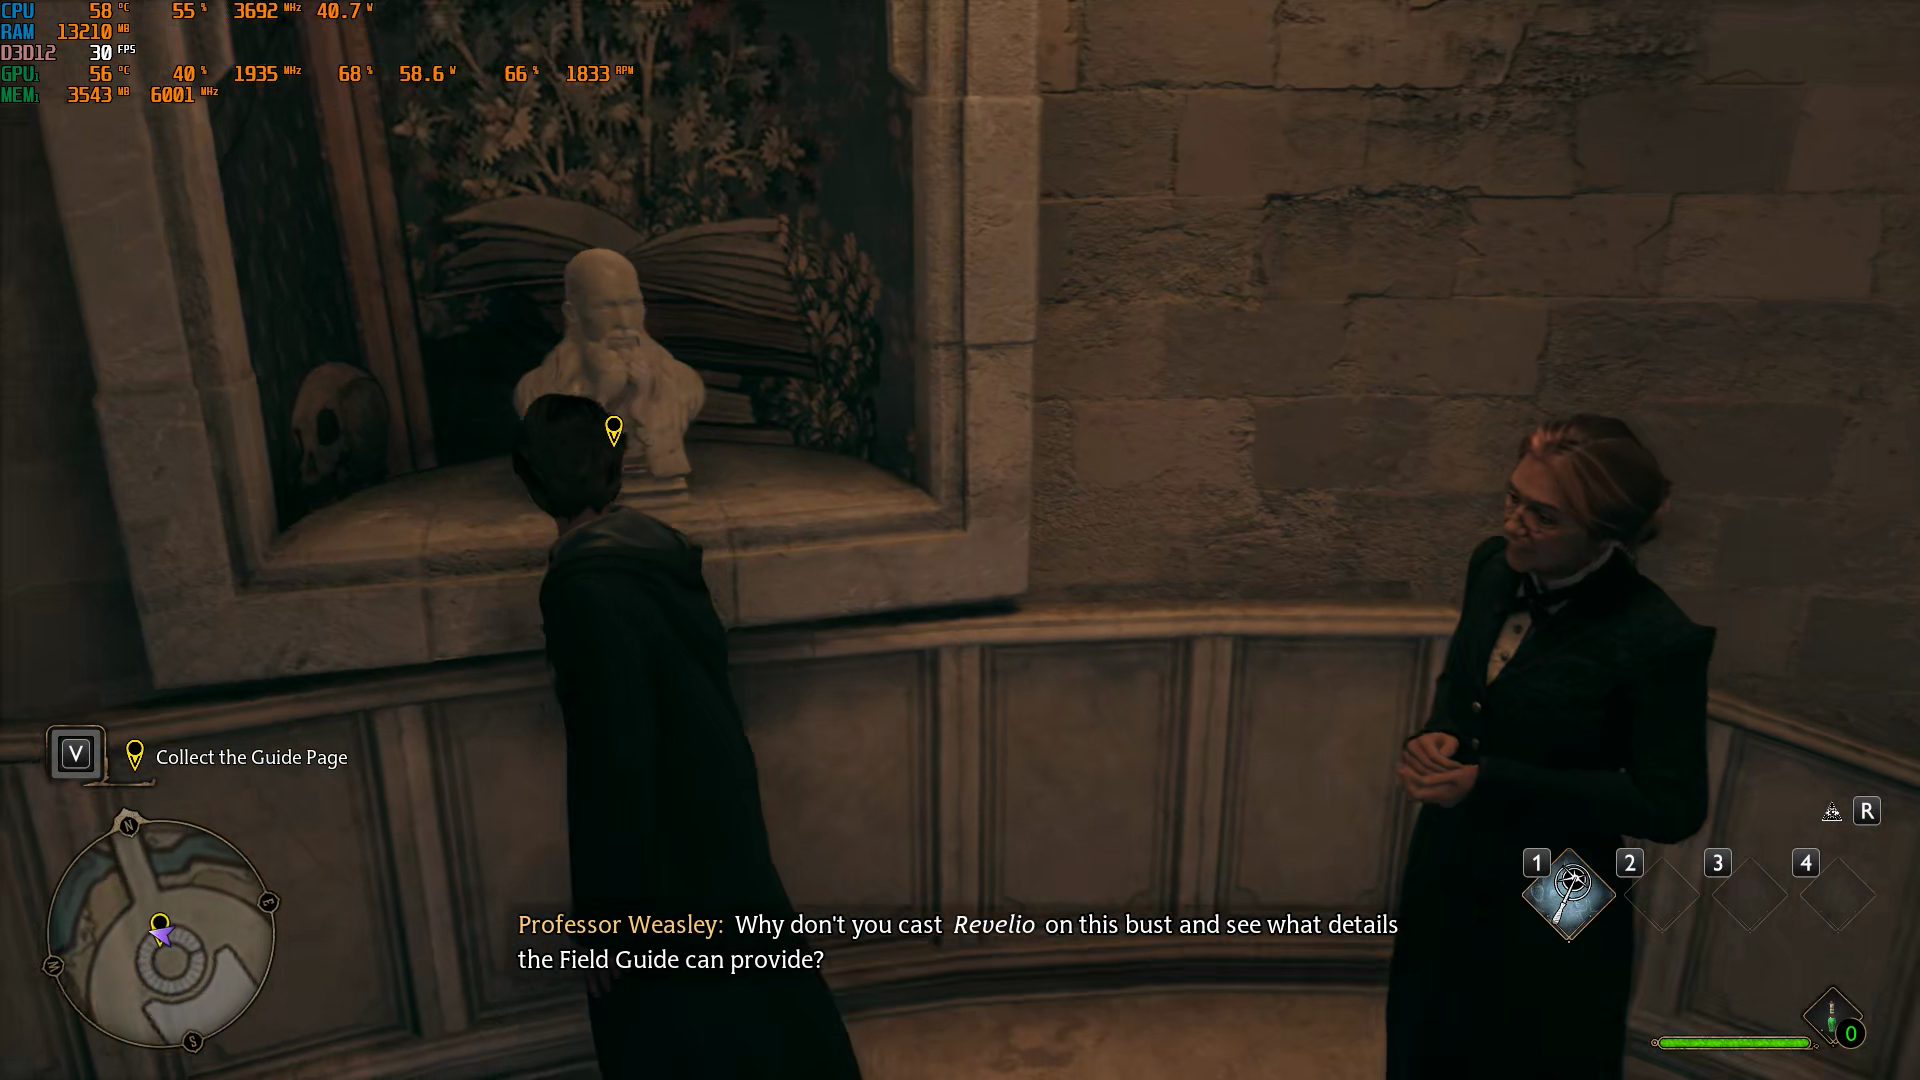 CPU 58 °C 55 % 3692 MHz 40.7 W
RAM 13210 MB
D3D12 30 FPS
GPU1 56 °C 40 % 1935 MHz 68 % 58.6 W 66 % 1833 RPM
MEM1 3543 MB 6001 MHz
V Collect the Guide Page
N
E
W
S
R
1 2 3 4
Professor Weasley: Why don't you cast Revelio on this bust and see what details
the Field Guide can provide?
0